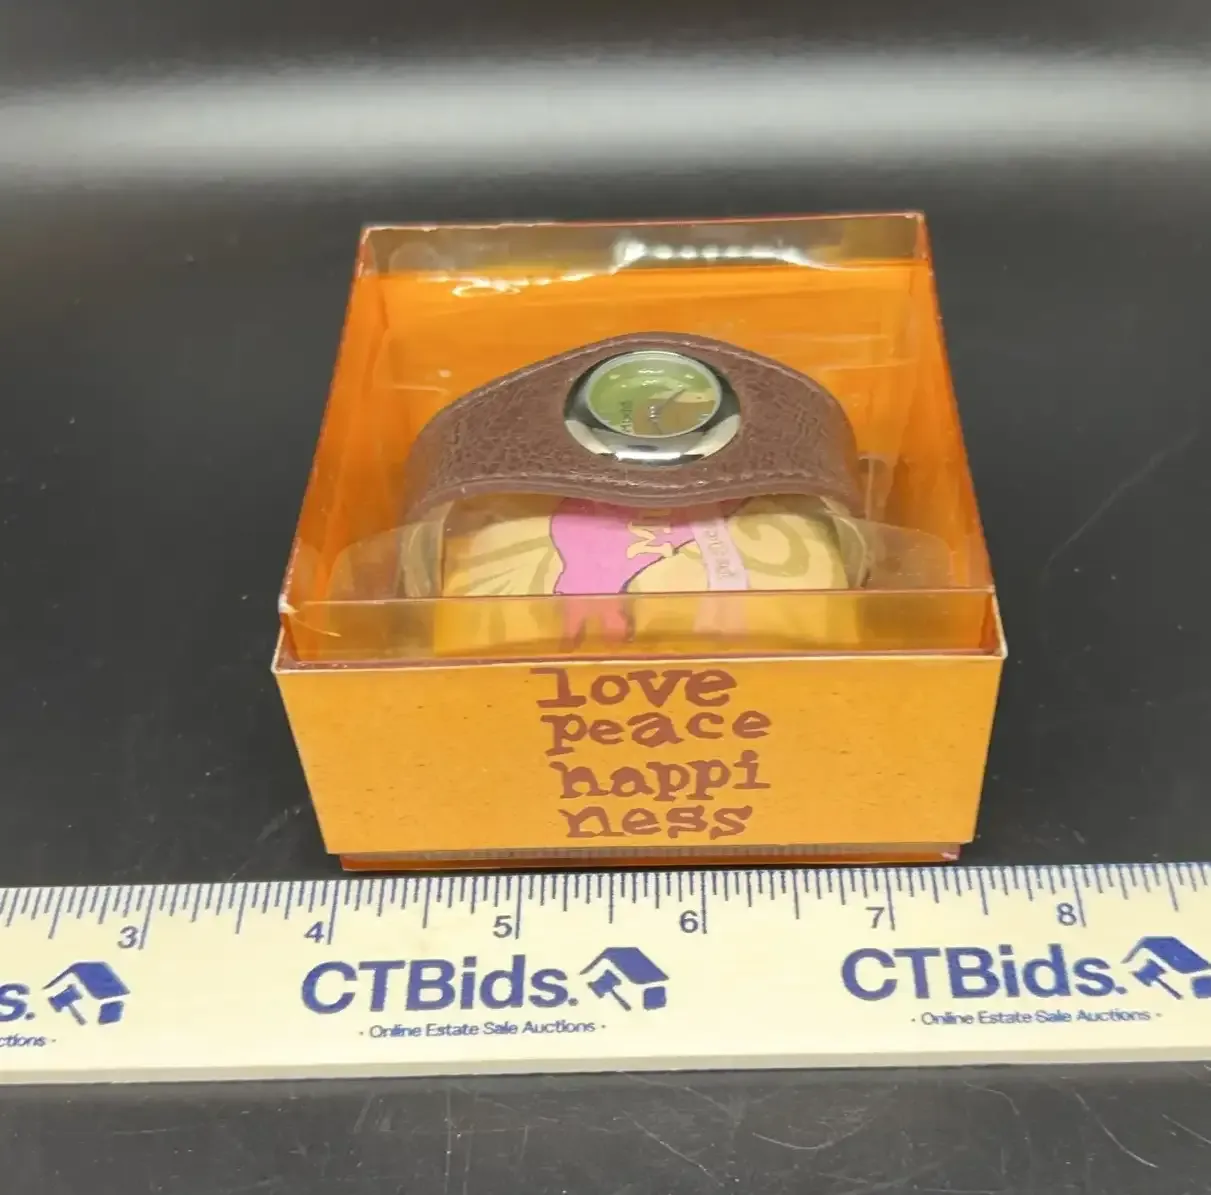 love
peace
happi
ness
3 4 5 6 7 8
s. CTBids. CTBids.
ctions · · Online Estate Sale Auctions · · Online Estate Sale Auctions ·